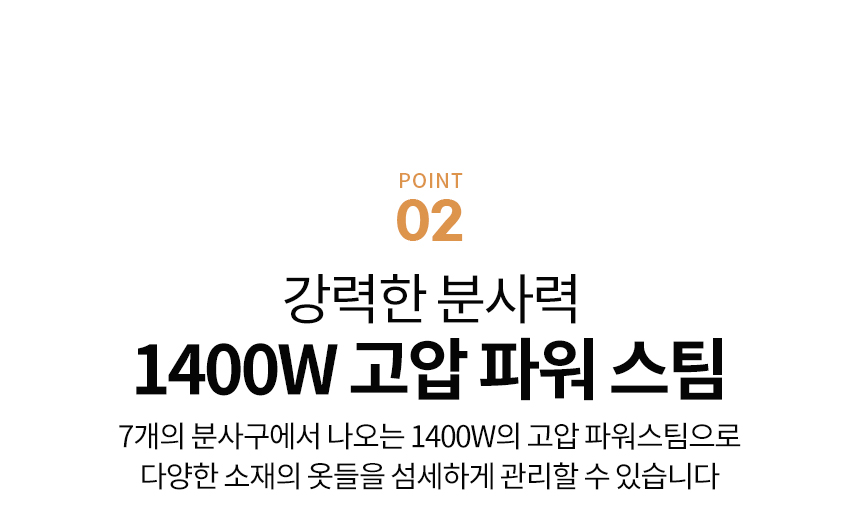 POINT
02
강력한 분사력
1400W 고압 파워 스팀
7개의 분사구에서 나오는 1400W의 고압 파워스팀으로
다양한 소재의 옷들을 섬세하게 관리할 수 있습니다